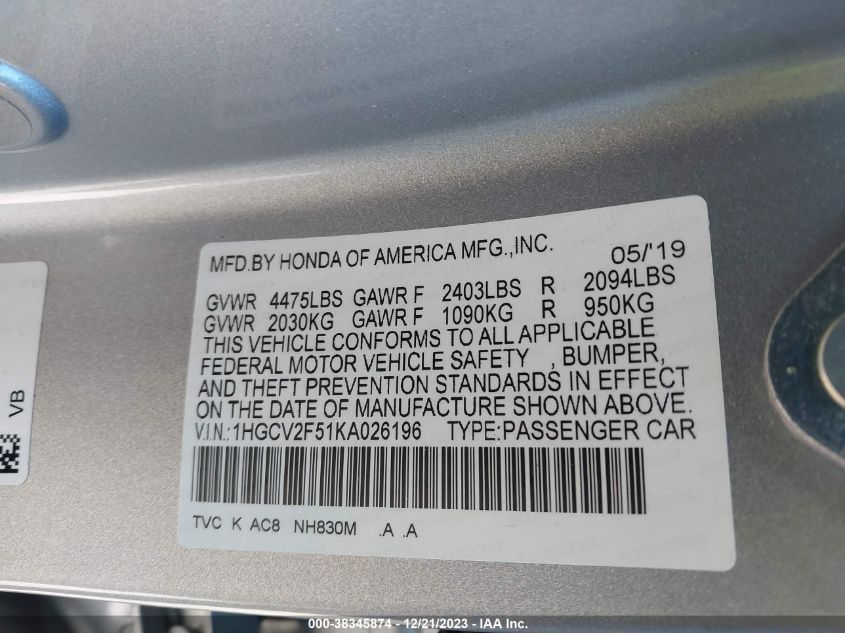 MFD.BY HONDA OF AMERICA MFG.,INC. 05/'19
GVWR 4475LBS GAWR F 2403LBS R 2094LBS
GVWR 2030KG GAWR F 1090KG R 950KG
THIS VEHICLE CONFORMS TO ALL APPLICABLE
FEDERAL MOTOR VEHICLE SAFETY , BUMPER,
AND THEFT PREVENTION STANDARDS IN EFFECT
ON THE DATE OF MANUFACTURE SHOWN ABOVE.
V.I.N.:1HGCV2F51KA026196 TYPE:PASSENGER CAR
TVC K AC8 NH830M .A .A
VB
000-38345874 | 12/21/2023 - IAA Inc.